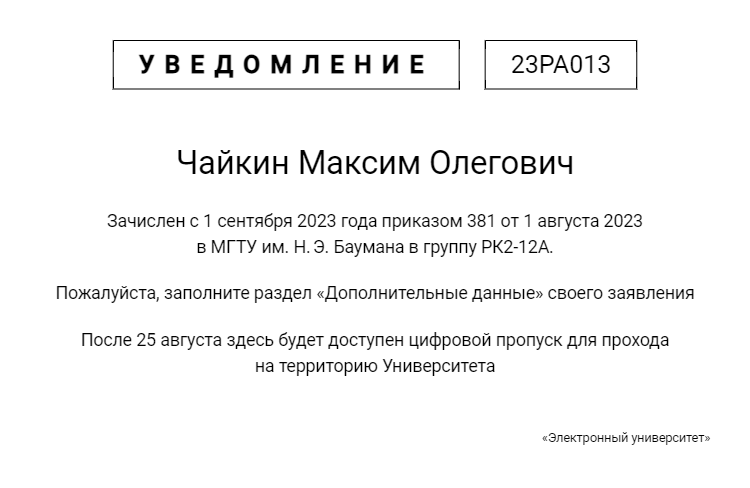 УВЕДОМЛЕНИЕ 23РА013
Чайкин Максим Олегович
Зачислен с 1 сентября 2023 года приказом 381 от 1 августа 2023
в МГТУ им. Н. Э. Баумана в группу РК2-12А.
Пожалуйста, заполните раздел «Дополнительные данные» своего заявления
После 25 августа здесь будет доступен цифровой пропуск для прохода
на территорию Университета
«Электронный университет»